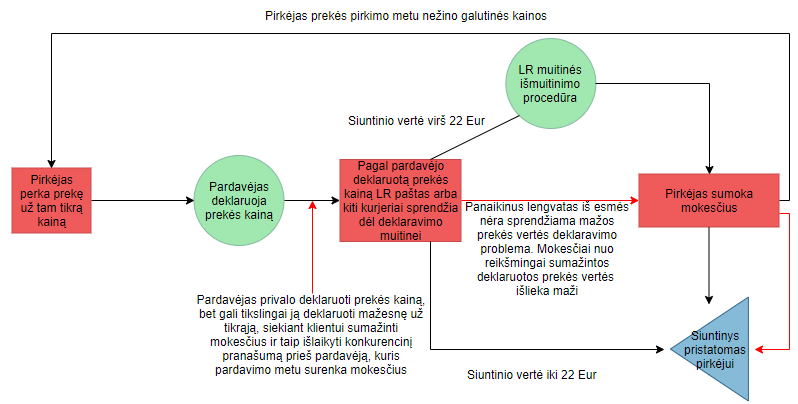 Pirkėjas prekės pirkimo metu nežino galutinės kainos
LR muitinės
išmuitinimo
procedūra
Siuntinio vertė virš 22 Eur
Pirkėjas
perka prekę
už tam tikrą
kainą
Pardavėjas
deklaruoja
prekės kainą
Pagal pardavėjo
deklaruotą prekės
kainą LR paštas arba
kiti kurjeriai sprendžia
dėl deklaravimo
muitinei
Panaikinus lengvatas iš esmės
nėra sprendžiama mažos
prekės vertės deklaravimo
problema. Mokesčiai nuo
reikšmingai sumažintos
deklaruotos prekės vertės
išlieka maži
Pirkėjas sumoka
mokesčius
Pardavėjas privalo deklaruoti prekės kainą,
bet gali tikslingai ją deklaruoti mažesnę už
tikrąją, siekiant klientui sumažinti
mokesčius ir taip išlaikyti konkurencinį
pranašumą prieš pardavėją, kuris
pardavimo metu surenka mokesčius
Siuntinys
pristatomas
pirkėjui
Siuntinio vertė iki 22 Eur